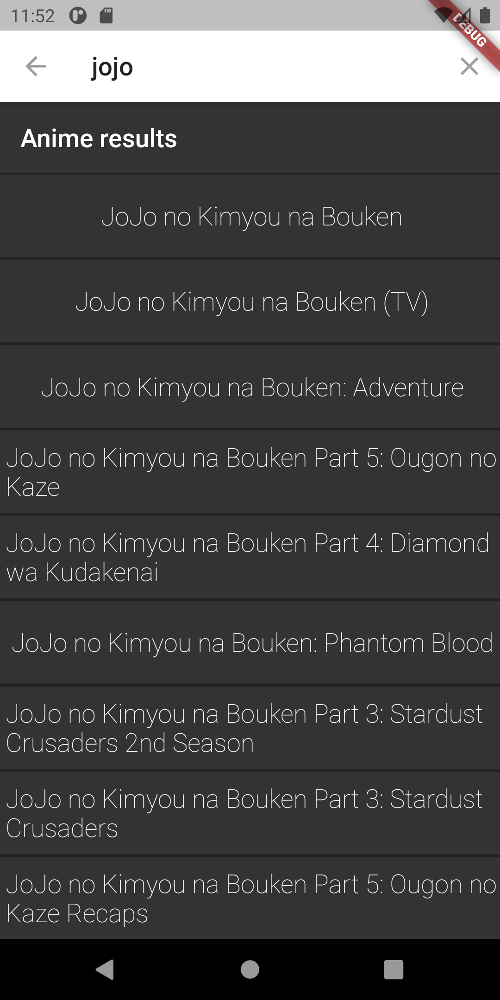 11:52
DEBUG
jojo
Anime results
JoJo no Kimyou na Bouken
JoJo no Kimyou na Bouken (TV)
JoJo no Kimyou na Bouken: Adventure
JoJo no Kimyou na Bouken Part 5: Ougon no
Kaze
JoJo no Kimyou na Bouken Part 4: Diamond
wa Kudakenai
JoJo no Kimyou na Bouken: Phantom Blood
JoJo no Kimyou na Bouken Part 3: Stardust
Crusaders 2nd Season
JoJo no Kimyou na Bouken Part 3: Stardust
Crusaders
JoJo no Kimyou na Bouken Part 5: Ougon no
Kaze Recaps